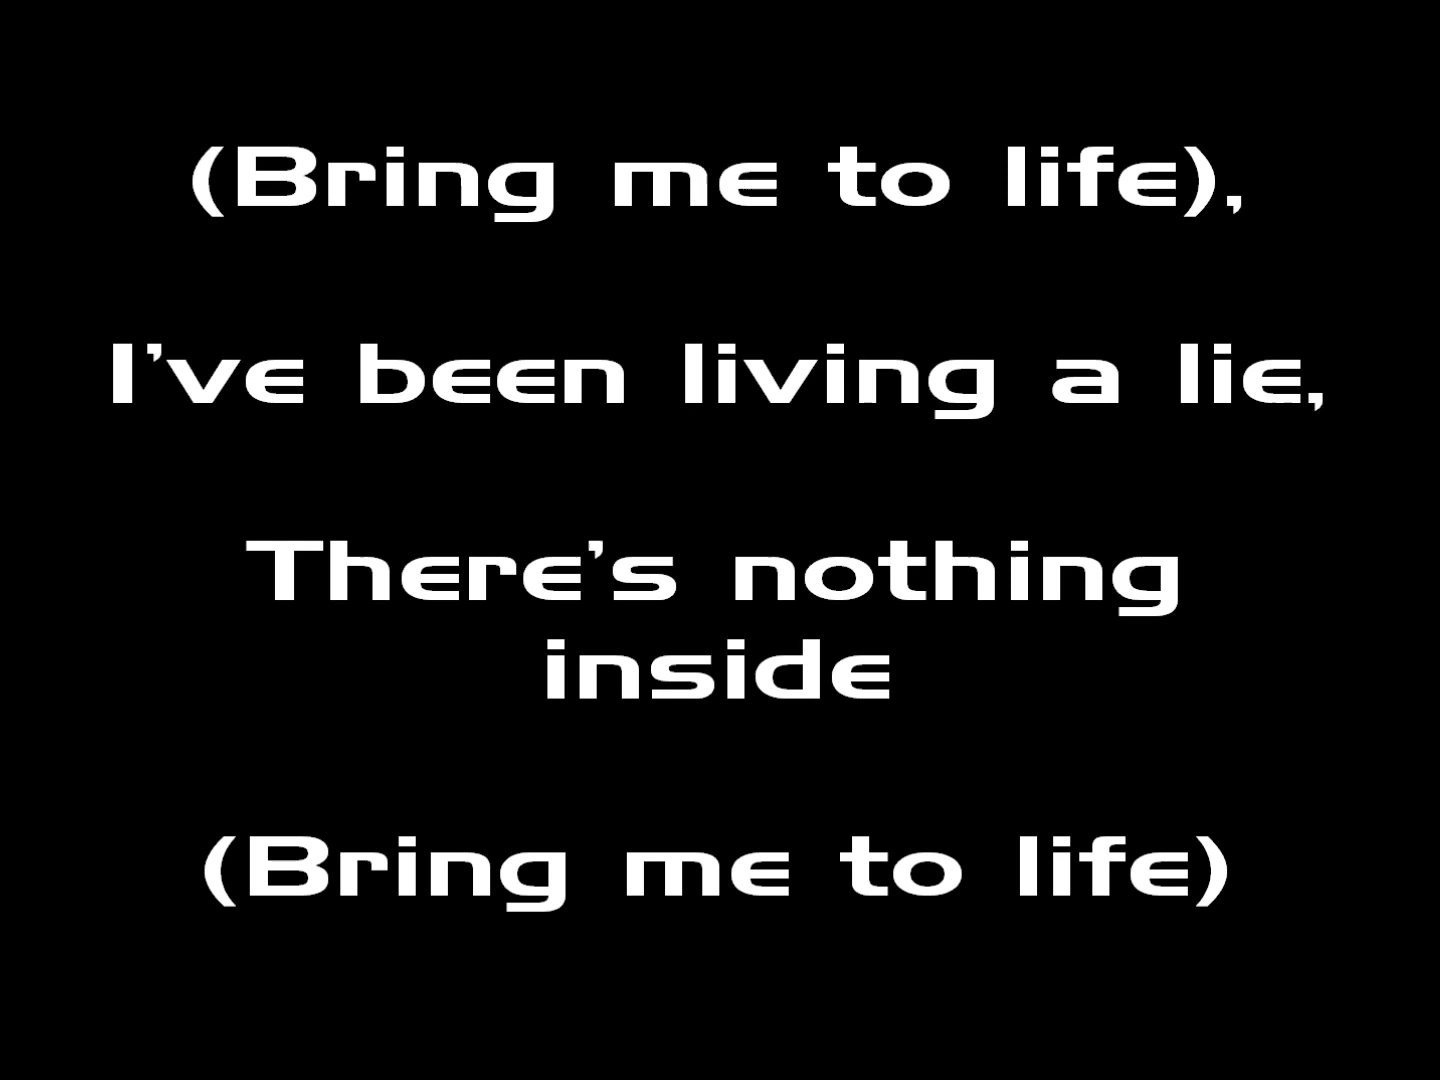 (Bring me to life),
I've been living a lie,
There's nothing
inside
(Bring me to life)